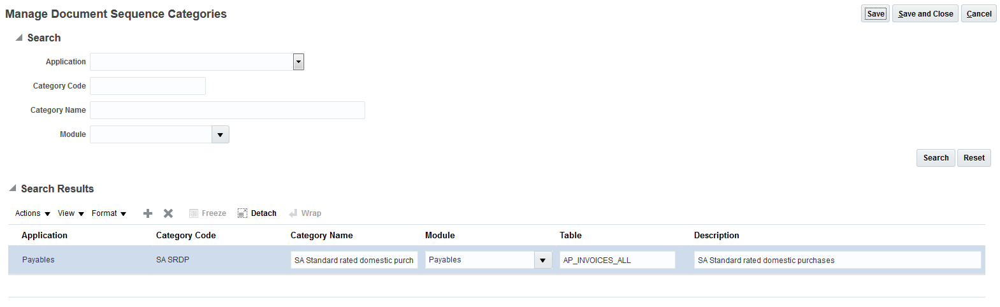 Manage Document Sequence Categories
Save Save and Close Cancel
Search
Application
Category Code
Category Name
Module
Search Reset
Search Results
Actions View Format Freeze Detach Wrap
Application Category Code Category Name Module Table Description
Payables SA SRDP SA Standard rated domestic purch Payables AP_INVOICES_ALL SA Standard rated domestic purchases